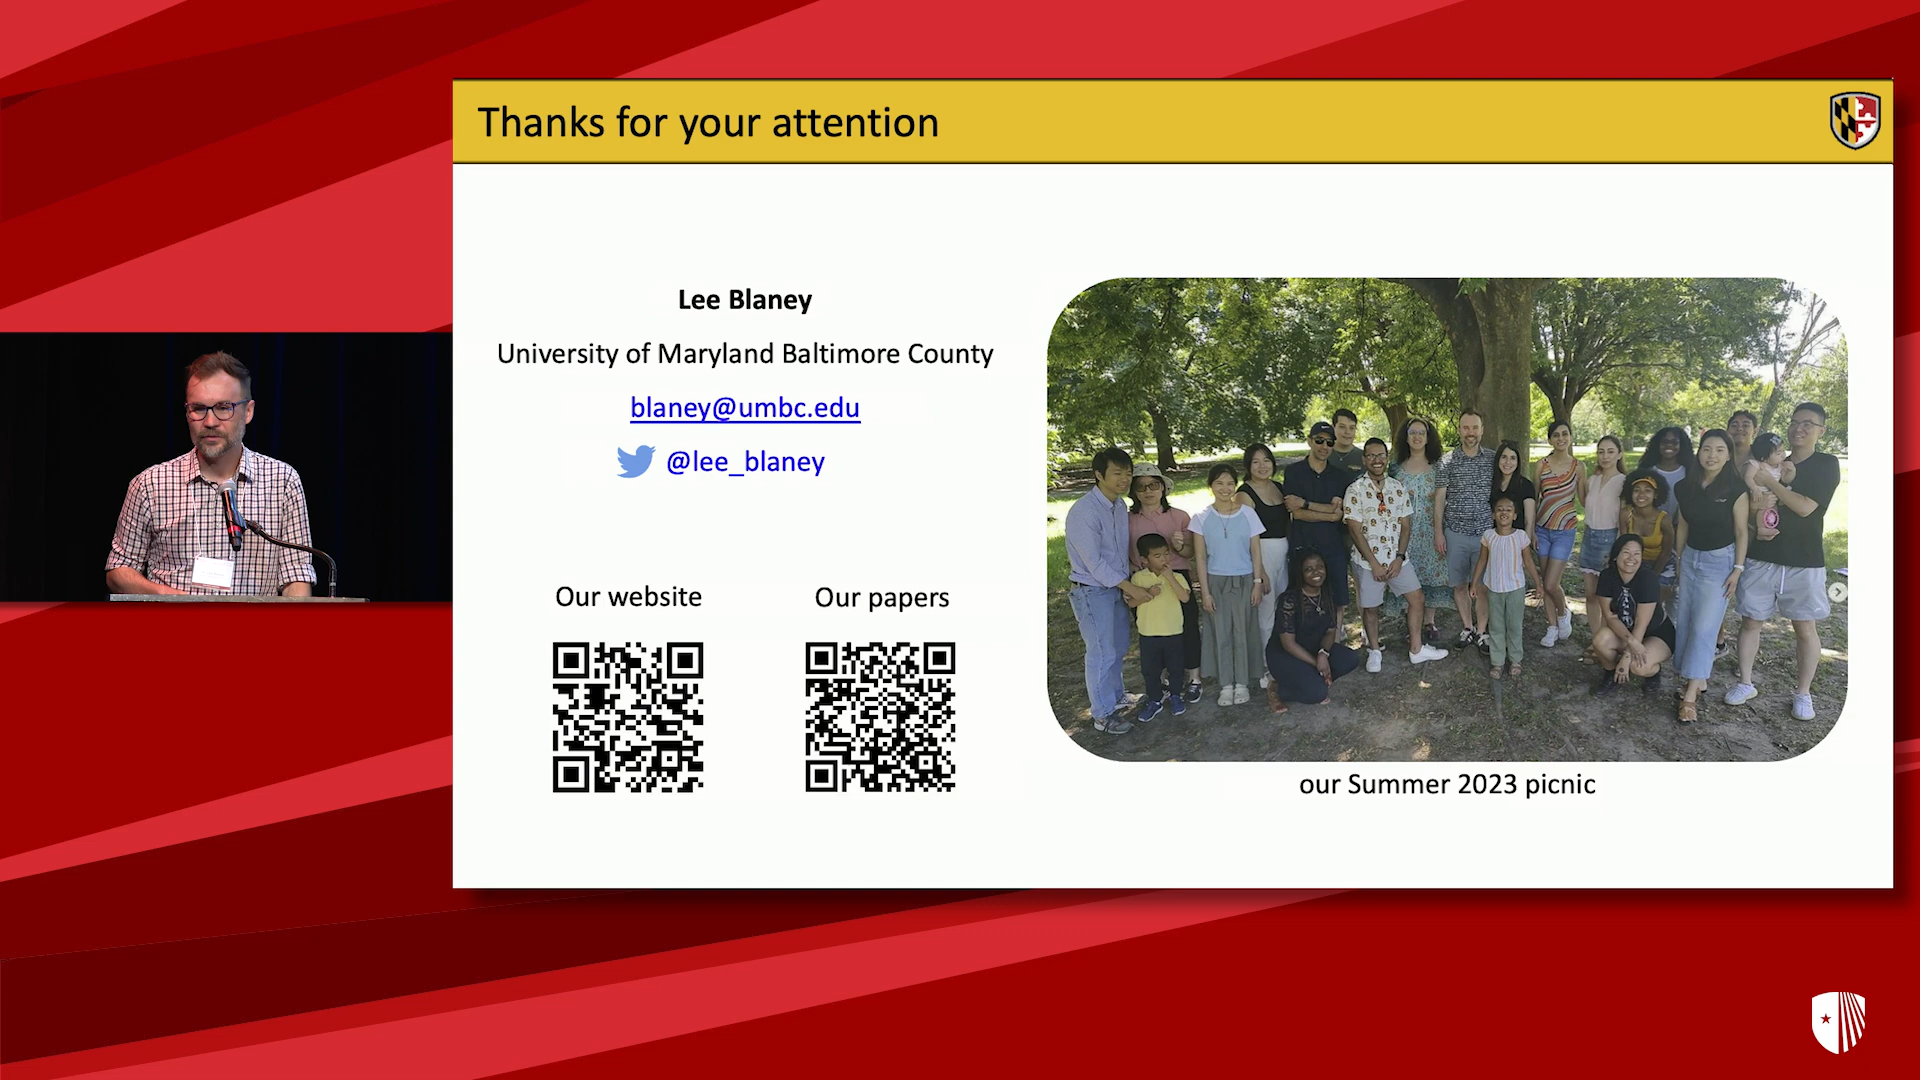 Thanks for your attention
Lee Blaney
University of Maryland Baltimore County
blaney@umbc.edu
@lee_blaney
Our website
Our papers
our Summer 2023 picnic